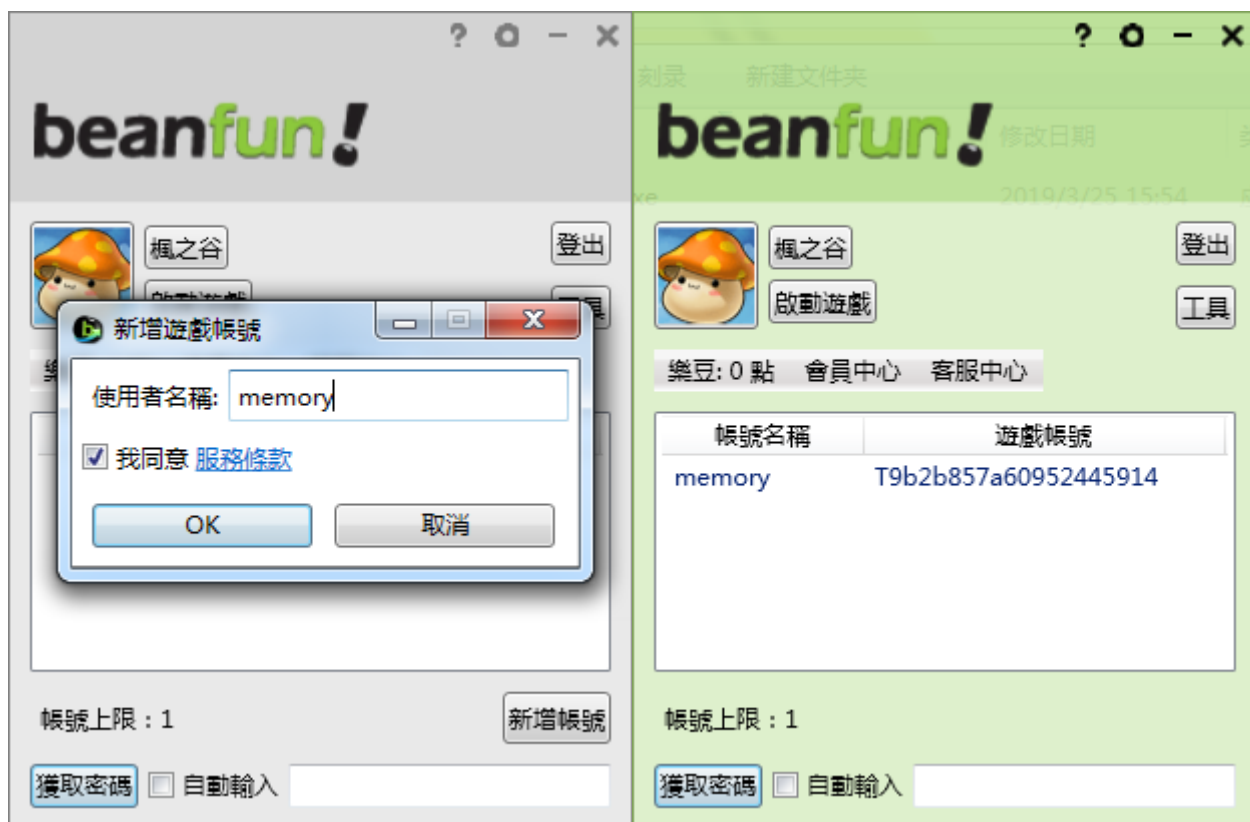 ? - ×
beanfun!
楓之谷
登出
新增遊戲帳號
使用者名稱: memory
我同意 服務條款
OK 取消
帳號上限：1
新增帳號
獲取密碼 自動輸入
? - ×
刻录 新建文件夹
beanfun!
修改日期
xe 2019/3/25 15:54
楓之谷
登出
啟動遊戲
工具
樂豆: 0 點 會員中心 客服中心
帳號名稱 遊戲帳號
memory T9b2b857a60952445914
帳號上限：1
獲取密碼 自動輸入